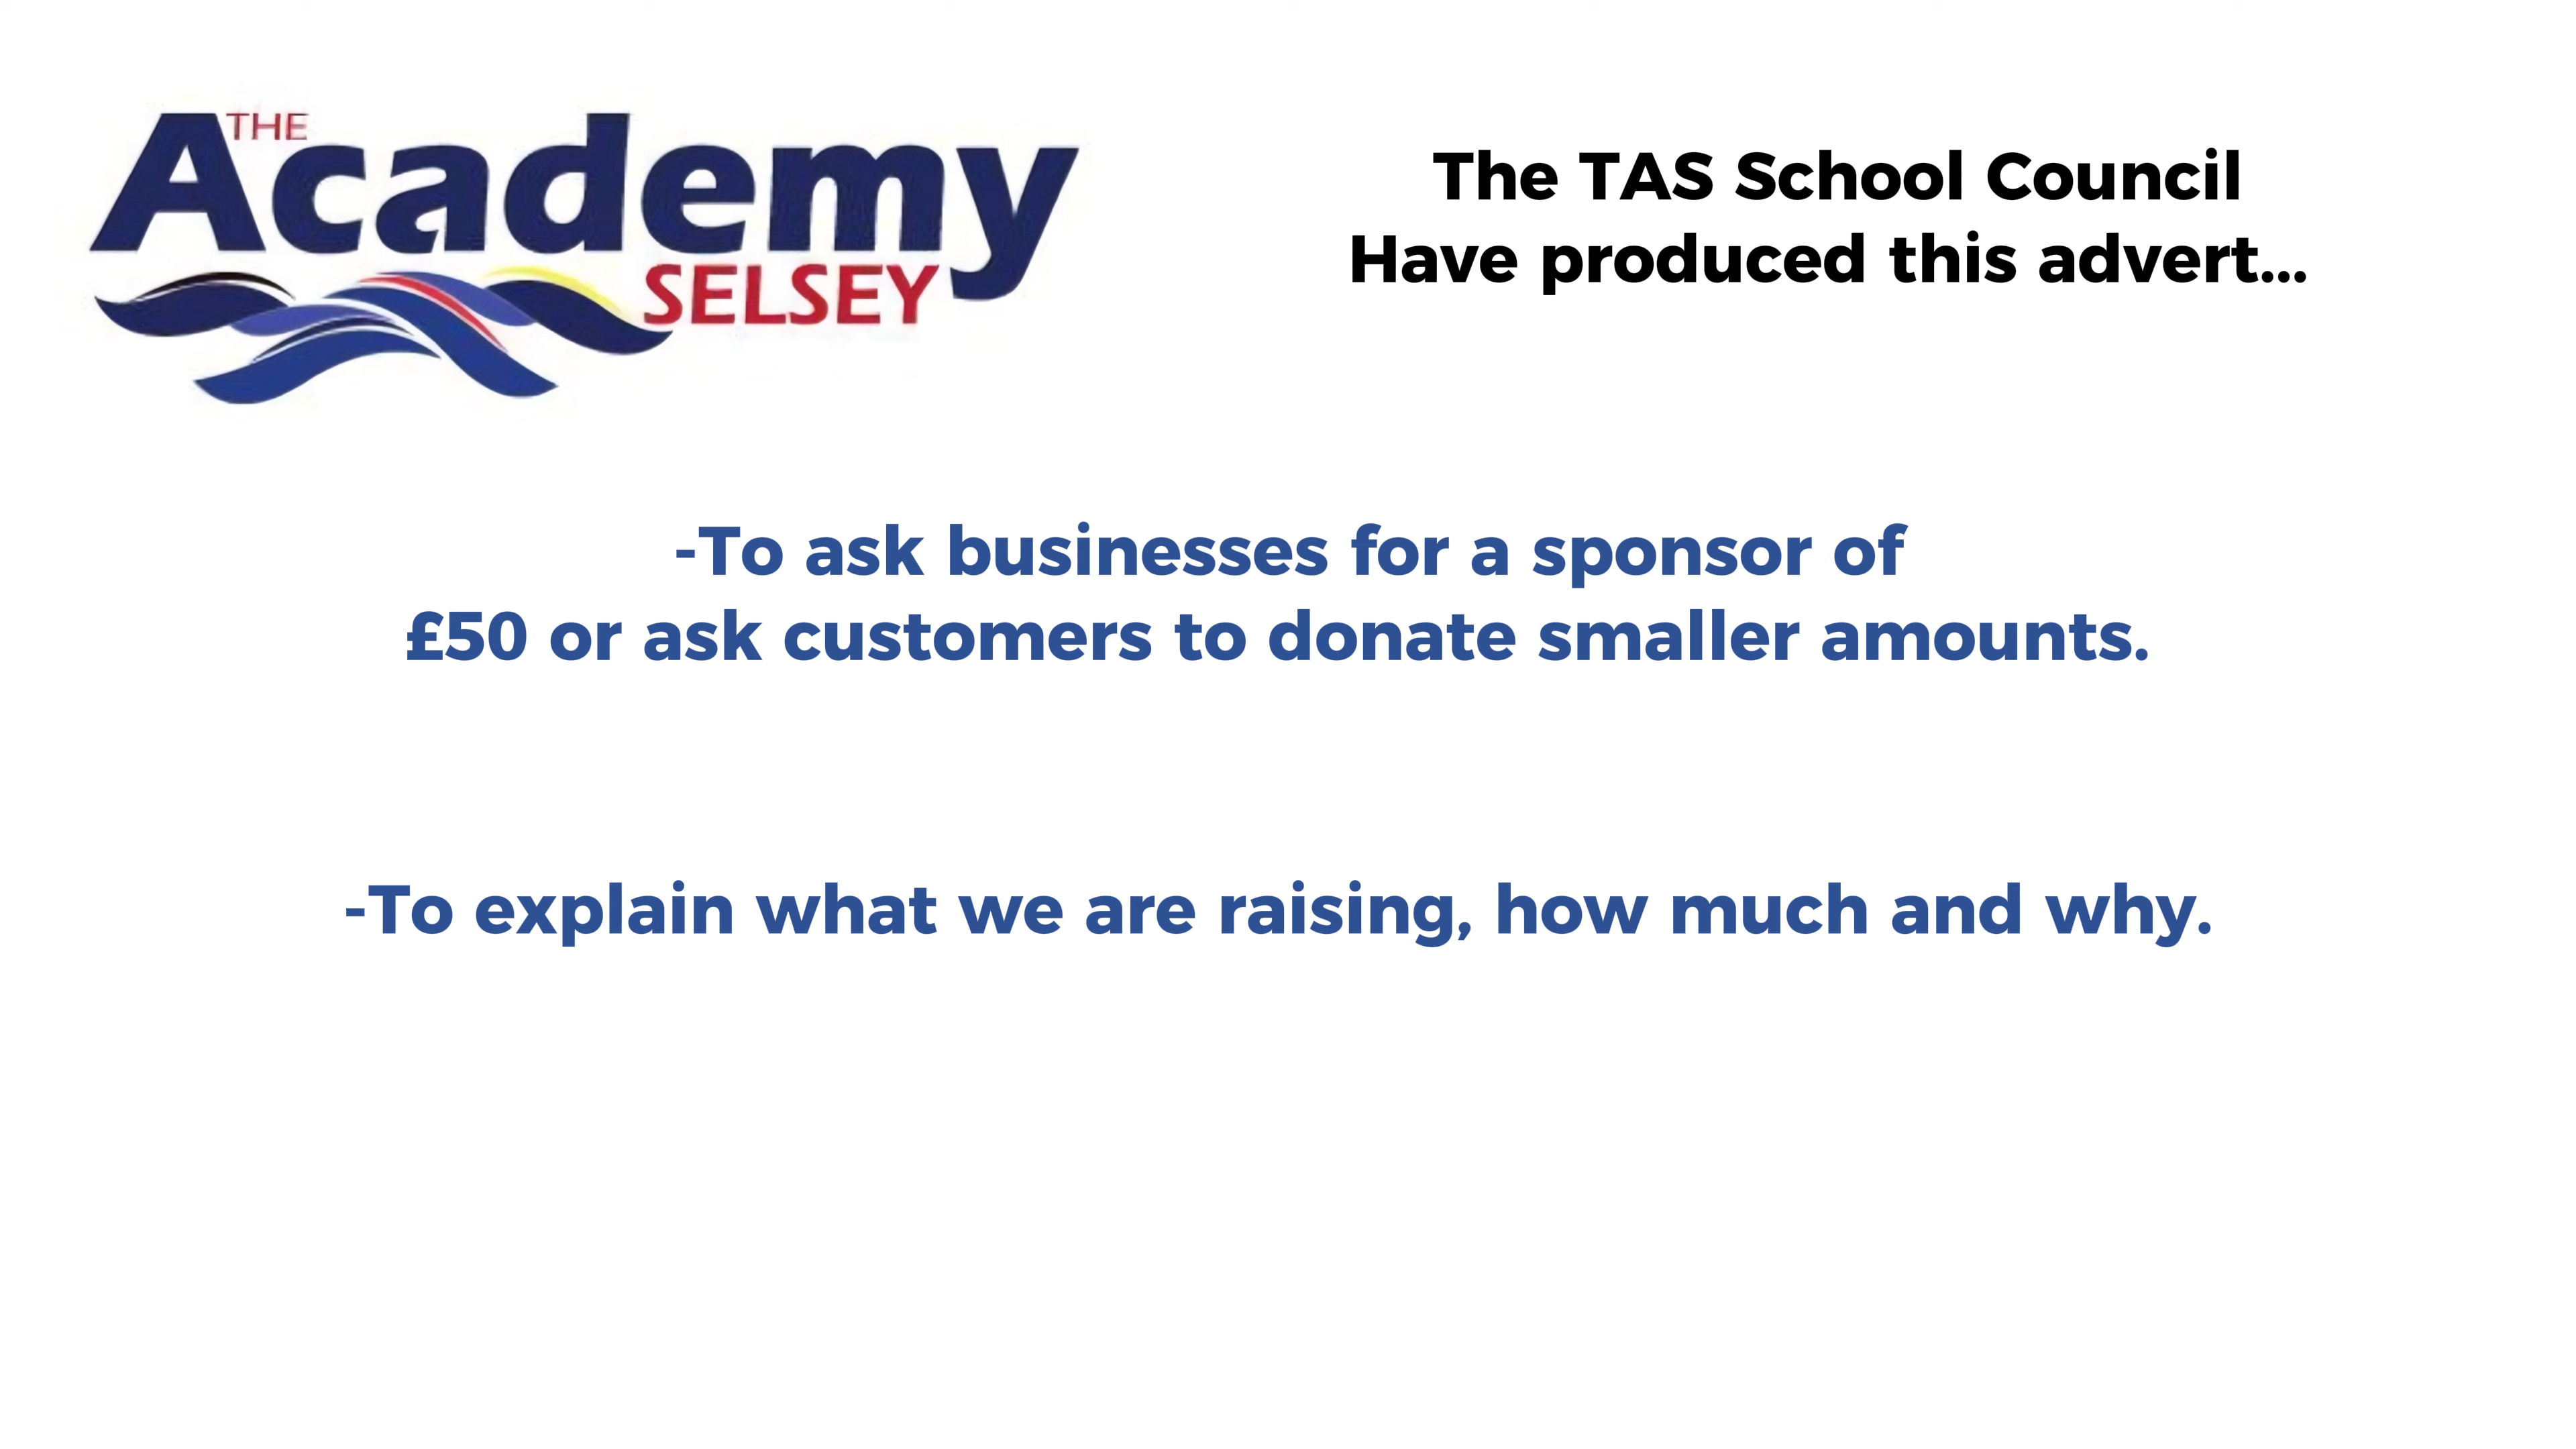 THE
Academy
SELSEY
The TAS School Council
Have produced this advert...
-To ask businesses for a sponsor of
£50 or ask customers to donate smaller amounts.
-To explain what we are raising, how much and why.